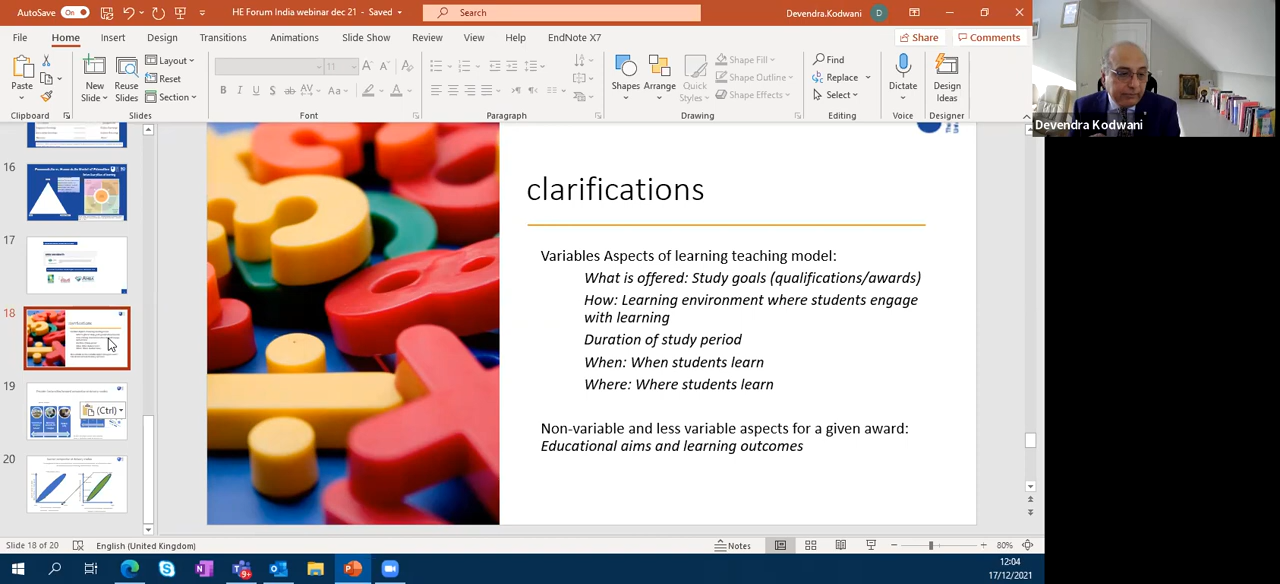 AutoSave On
HE Forum India webinar dec 21 - Saved
Search
Devendra.Kodwani
D
File Home Insert Design Transitions Animations Slide Show Review View Help EndNote X7
Share Comments
Paste
New Slide
Reuse Slides
Layout
Reset
Section
11
Shapes
Arrange
Quick Styles
Shape Fill
Shape Outline
Shape Effects
Find
Replace
Select
Dictate
Design Ideas
Clipboard Slides Font Paragraph Drawing Editing Voice Designer
Devendra Kodwani
16
17
18
19
(Ctrl)
20
clarifications
Variables Aspects of learning teaching model:
What is offered: Study goals (qualifications/awards)
How: Learning environment where students engage
with learning
Duration of study period
When: When students learn
Where: Where students learn
Non-variable and less variable aspects for a given award:
Educational aims and learning outcomes
Slide 18 of 20 English (United Kingdom) Notes 80%
12:04
17/12/2021